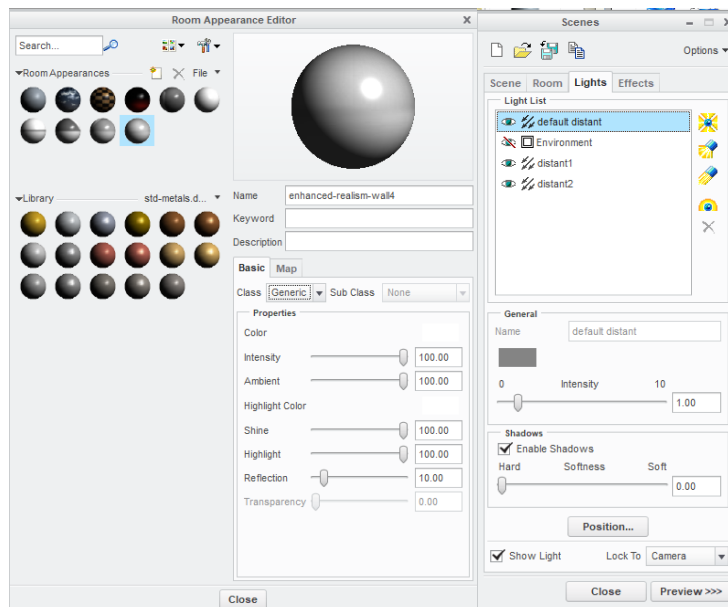 Room Appearance Editor
X
Search...
Room Appearances
File
Library
std-metals.d...
Name
enhanced-realism-wall4
Keyword
Description
Basic
Map
Class
Generic
Sub Class
None
Properties
Color
Intensity
100.00
Ambient
100.00
Highlight Color
Shine
100.00
Highlight
100.00
Reflection
10.00
Transparency
0.00
Close
Scenes
Options
Scene
Room
Lights
Effects
Light List
default distant
Environment
distant1
distant2
General
Name
default distant
0
Intensity
10
1.00
Shadows
Enable Shadows
Hard
Softness
Soft
0.00
Position...
Show Light
Lock To
Camera
Close
Preview >>>